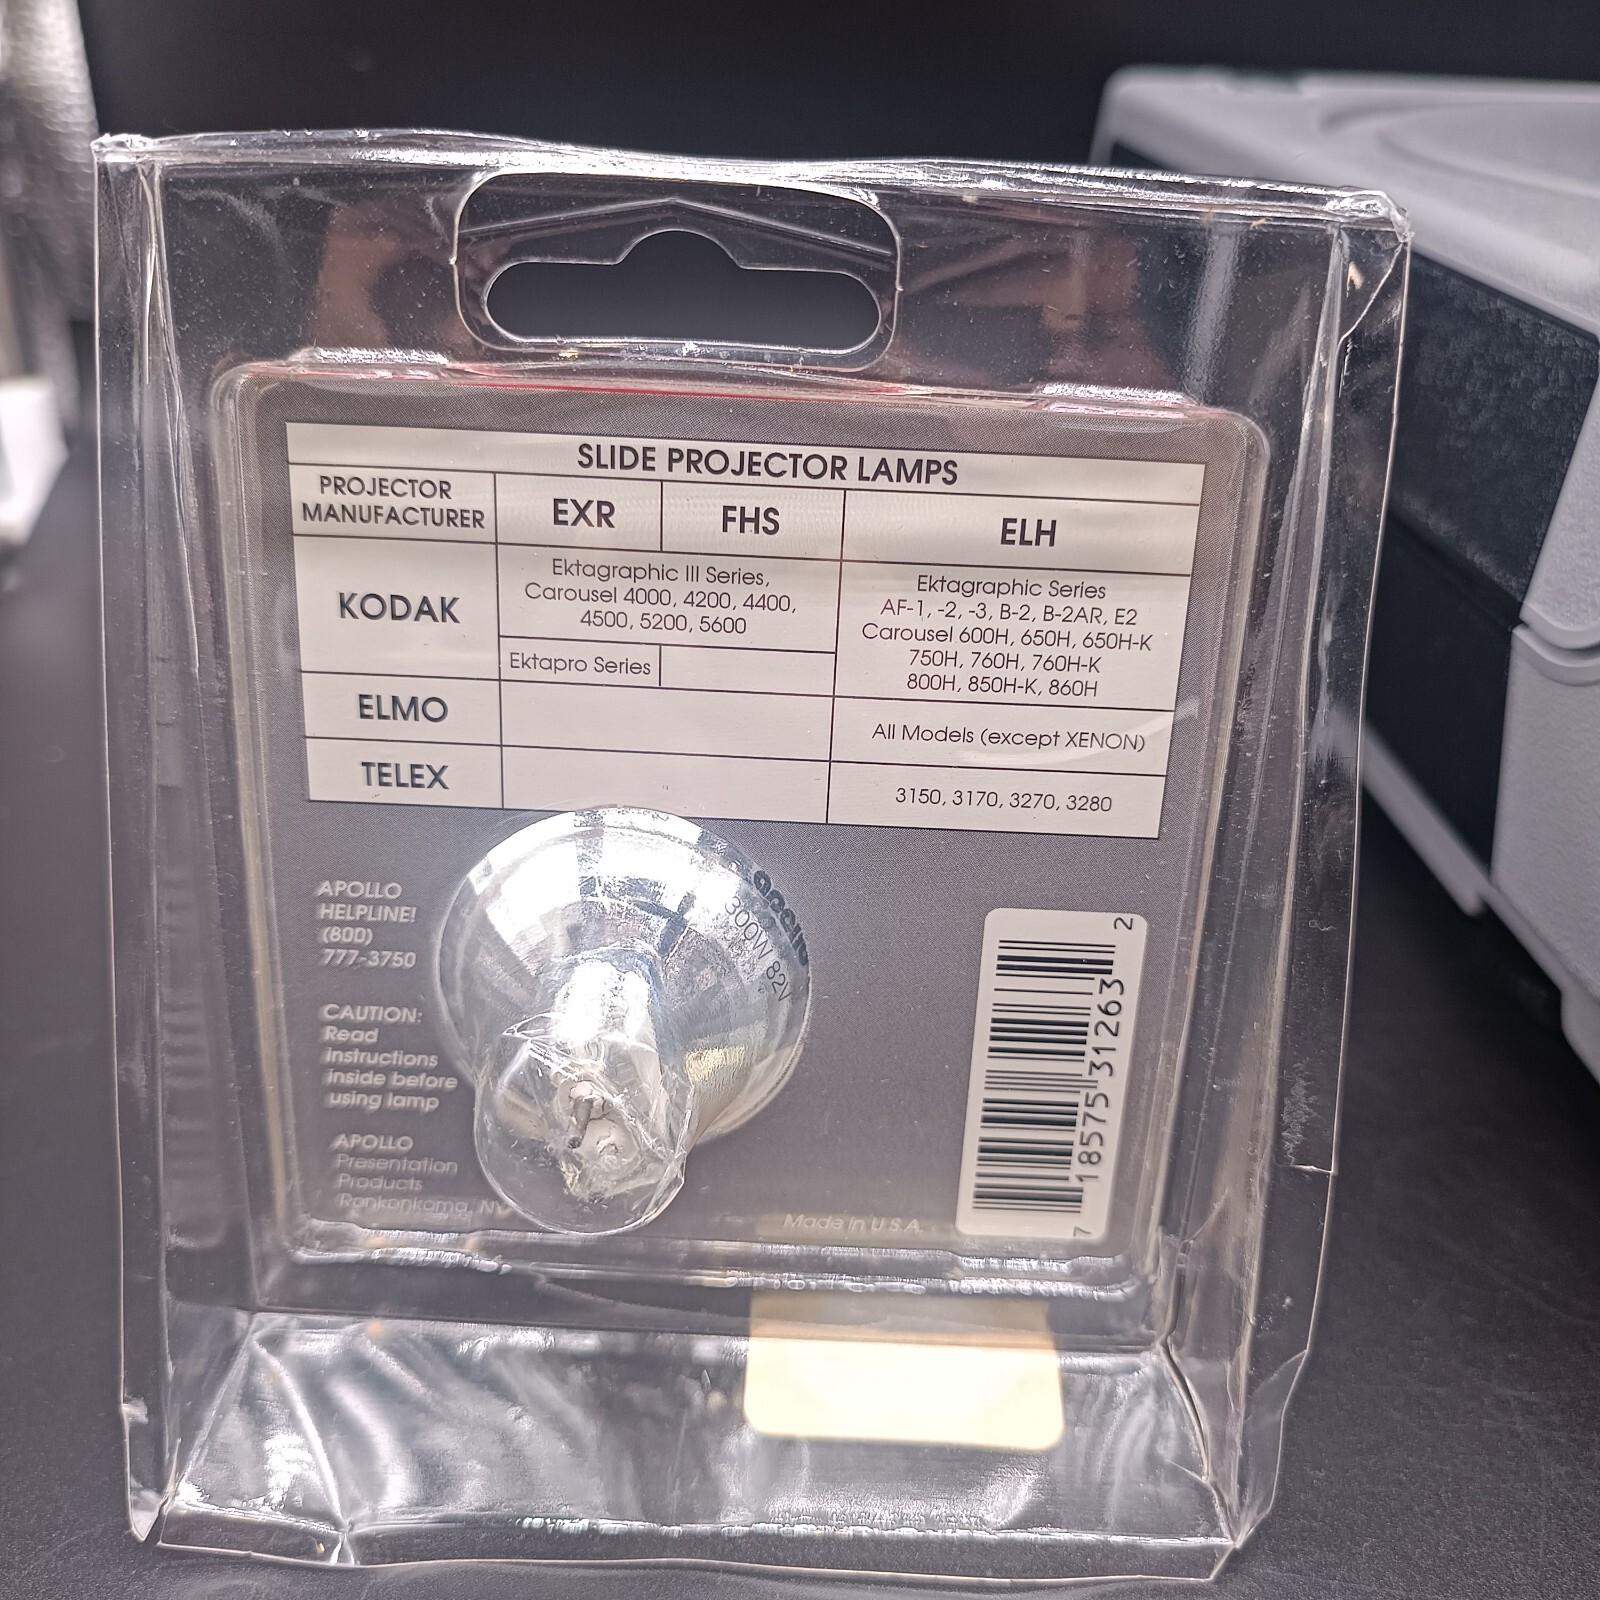 SLIDE PROJECTOR LAMPS
PROJECTOR
MANUFACTURER
EXR
FHS
ELH
KODAK
Ektagraphic III Series,
Carousel 4000, 4200, 4400,
4500, 5200, 5600
Ektapro Series
Ektagraphic Series
AF-1, -2, -3, B-2, B-2AR, E2
Carousel 600H, 650H, 650H-K
750H, 760H, 760H-K
800H, 850H-K, 860H
ELMO
All Models (except XENON)
TELEX
3150, 3170, 3270, 3280
APOLLO
HELPLINE!
(800)
777-3750
CAUTION:
Read
instructions
inside before
using lamp
APOLLO
Presentation
Products
Ronkonkoma, NY
apollo
300W 82V
Made in U.S.A.
7 18575 31263 2